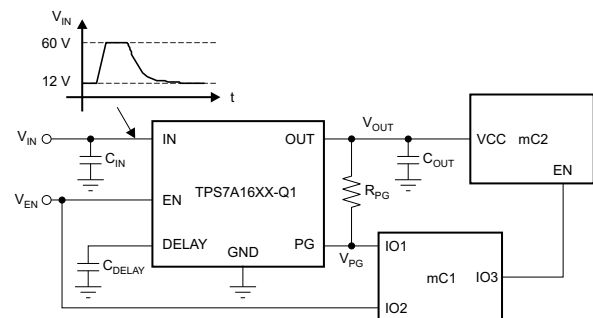 V_IN
60 V
12 V
t
V_IN
C_IN
IN
OUT
V_OUT
C_OUT
VCC
mC2
EN
V_EN
EN
TPS7A16XX-Q1
R_PG
DELAY
GND
PG
V_PG
C_DELAY
IO1
mC1
IO3
IO2